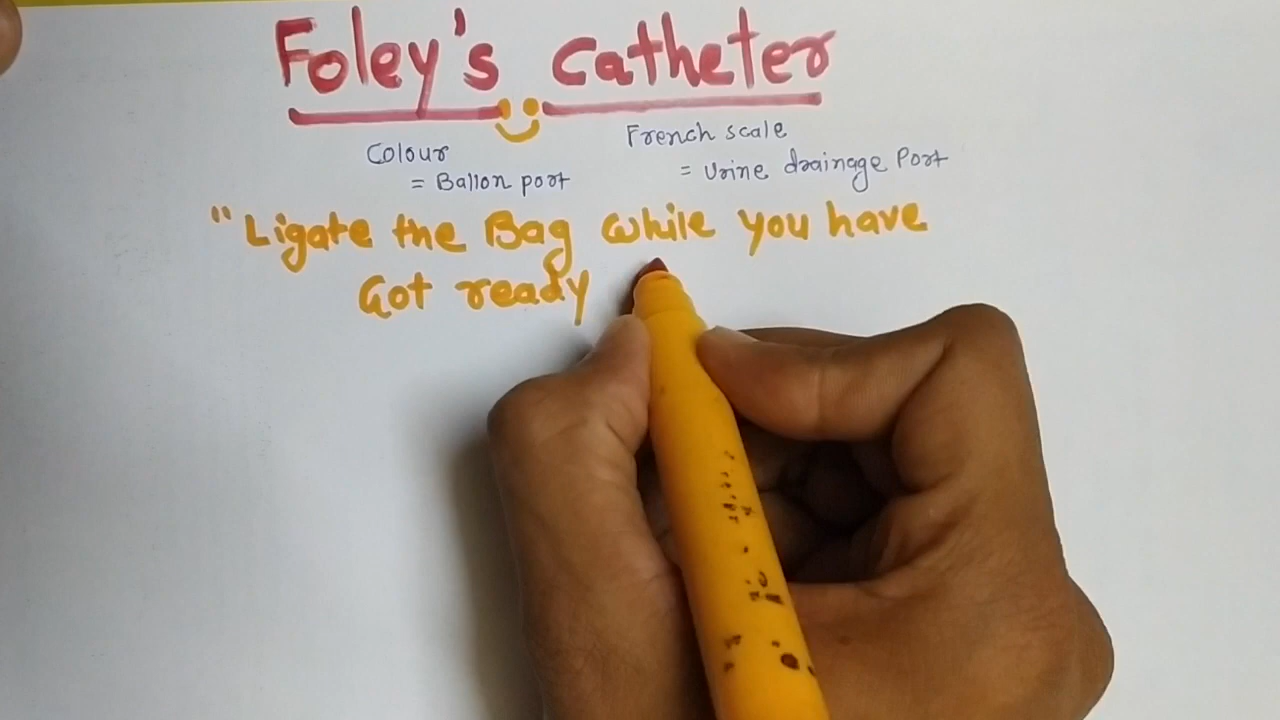 Foley's Catheter
Colour
= Ballon port
French scale
= Urine drainage Port
"Ligate the Bag while you have
Got ready